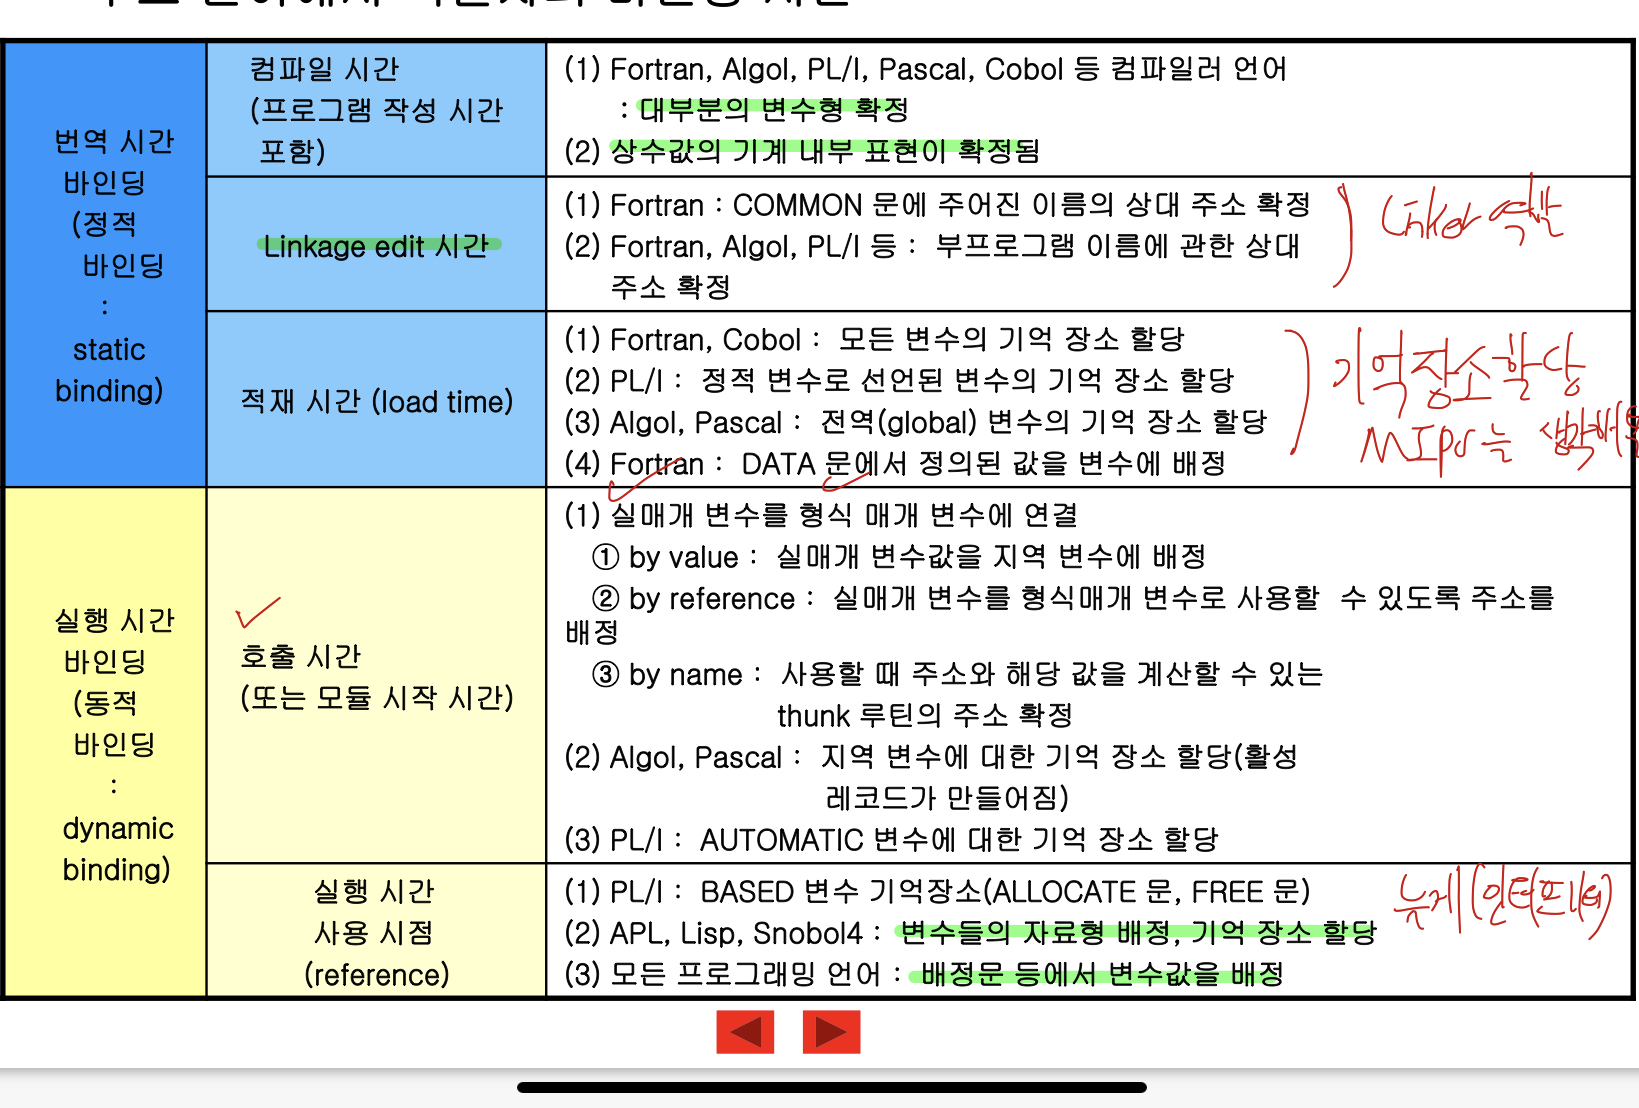 번역 시간
바인딩
(정적
바인딩
:
static
binding)
컴파일 시간
(프로그램 작성 시간
포함)
(1) Fortran, Algol, PL/I, Pascal, Cobol 등 컴파일러 언어
: 대부분의 변수형 확정
(2) 상수값의 기계 내부 표현이 확정됨
Linkage edit 시간
(1) Fortran : COMMON 문에 주어진 이름의 상대 주소 확정
(2) Fortran, Algol, PL/I 등 : 부프로그램 이름에 관한 상대
주소 확정
Linker 역할
적재 시간 (load time)
(1) Fortran, Cobol : 모든 변수의 기억 장소 할당
(2) PL/I : 정적 변수로 선언된 변수의 기억 장소 할당
(3) Algol, Pascal : 전역(global) 변수의 기억 장소 할당
(4) Fortran : DATA 문에서 정의된 값을 변수에 배정
기억장소할당
MIPS는
실행 시간
바인딩
(동적
바인딩
:
dynamic
binding)
호출 시간
(또는 모듈 시작 시간)
(1) 실매개 변수를 형식 매개 변수에 연결
① by value : 실매개 변수값을 지역 변수에 배정
② by reference : 실매개 변수를 형식매개 변수로 사용할 수 있도록 주소를
배정
③ by name : 사용할 때 주소와 해당 값을 계산할 수 있는
thunk 루틴의 주소 확정
(2) Algol, Pascal : 지역 변수에 대한 기억 장소 할당(활성
레코드가 만들어짐)
(3) PL/I : AUTOMATIC 변수에 대한 기억 장소 할당
실행 시간
사용 시점
(reference)
(1) PL/I : BASED 변수 기억장소(ALLOCATE 문, FREE 문)
(2) APL, Lisp, Snobol4 : 변수들의 자료형 배정, 기억 장소 할당
(3) 모든 프로그래밍 언어 : 배정문 등에서 변수값을 배정
늦게(인터프리터)